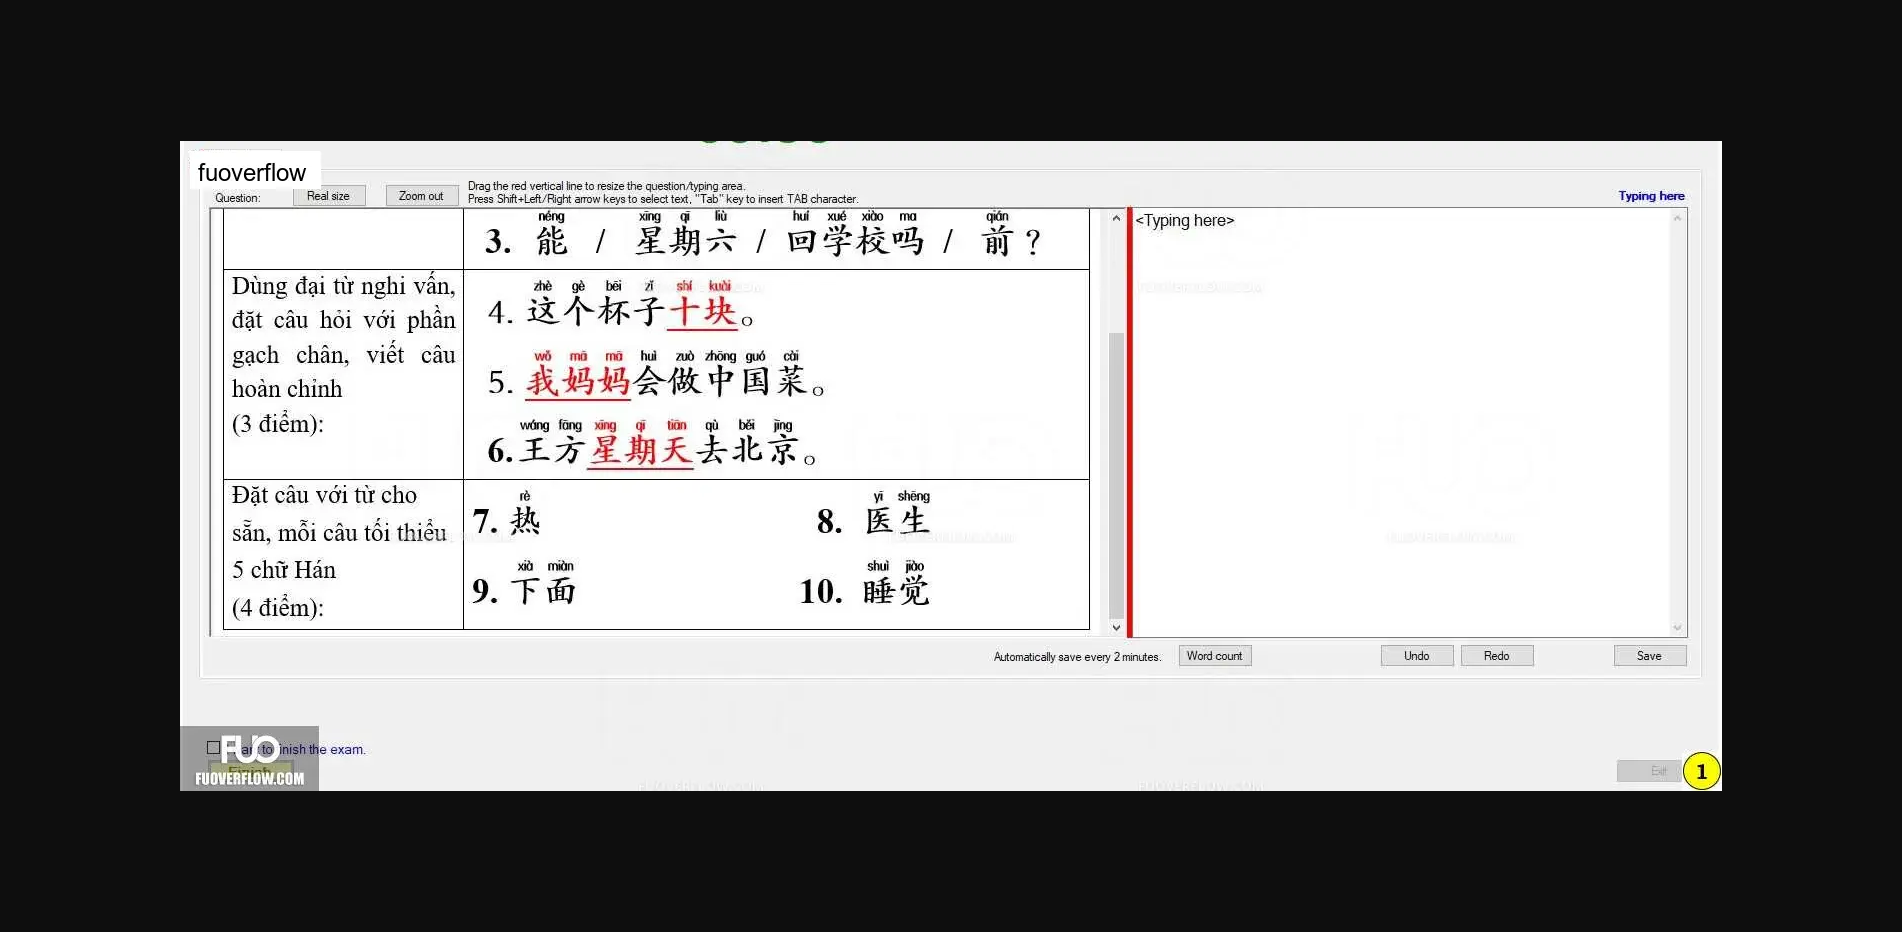 fuoverflow
Question:
Real size
Zoom out
Drag the red vertical line to resize the question/typing area.
Press Shift+Left/Right arrow keys to select text, "Tab" key to insert TAB character.
Typing here
néng xīng qī liù huí xué xiào ma qián
3. 能 / 星期六 / 回学校吗 / 前?
Dùng đại từ nghi vấn,
đặt câu hỏi với phần
gạch chân, viết câu
hoàn chỉnh
(3 điểm):
zhè gè bēi zǐ shí kuài
4. 这个杯子十块。
wǒ mā mā huì zuò zhōng guó cài
5. 我妈妈会做中国菜。
wáng fāng xīng qī tiān qù běi jīng
6.王方星期天去北京。
Đặt câu với từ cho
sẵn, mỗi câu tối thiểu
5 chữ Hán
(4 điểm):
rè
7. 热
yī shēng
8. 医生
xià miàn
9. 下面
shuì jiào
10. 睡觉
<Typing here>
Automatically save every 2 minutes.
Word count
Undo
Redo
Save
to finish the exam.
Finish
FUO
FUOVERFLOW.COM
Exit
1